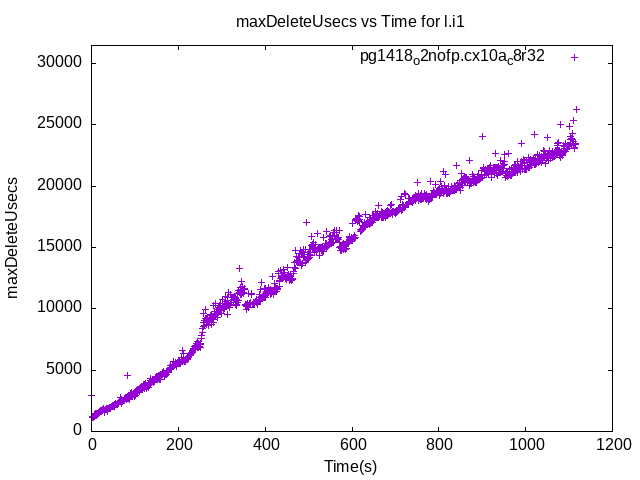 maxDeleteUsecs vs Time for l.i1
pg1418o2nofp.cx10ac8r32
30000
25000
20000
15000
10000
5000
0
maxDeleteUsecs
0 200 400 600 800 1000 1200
Time(s)